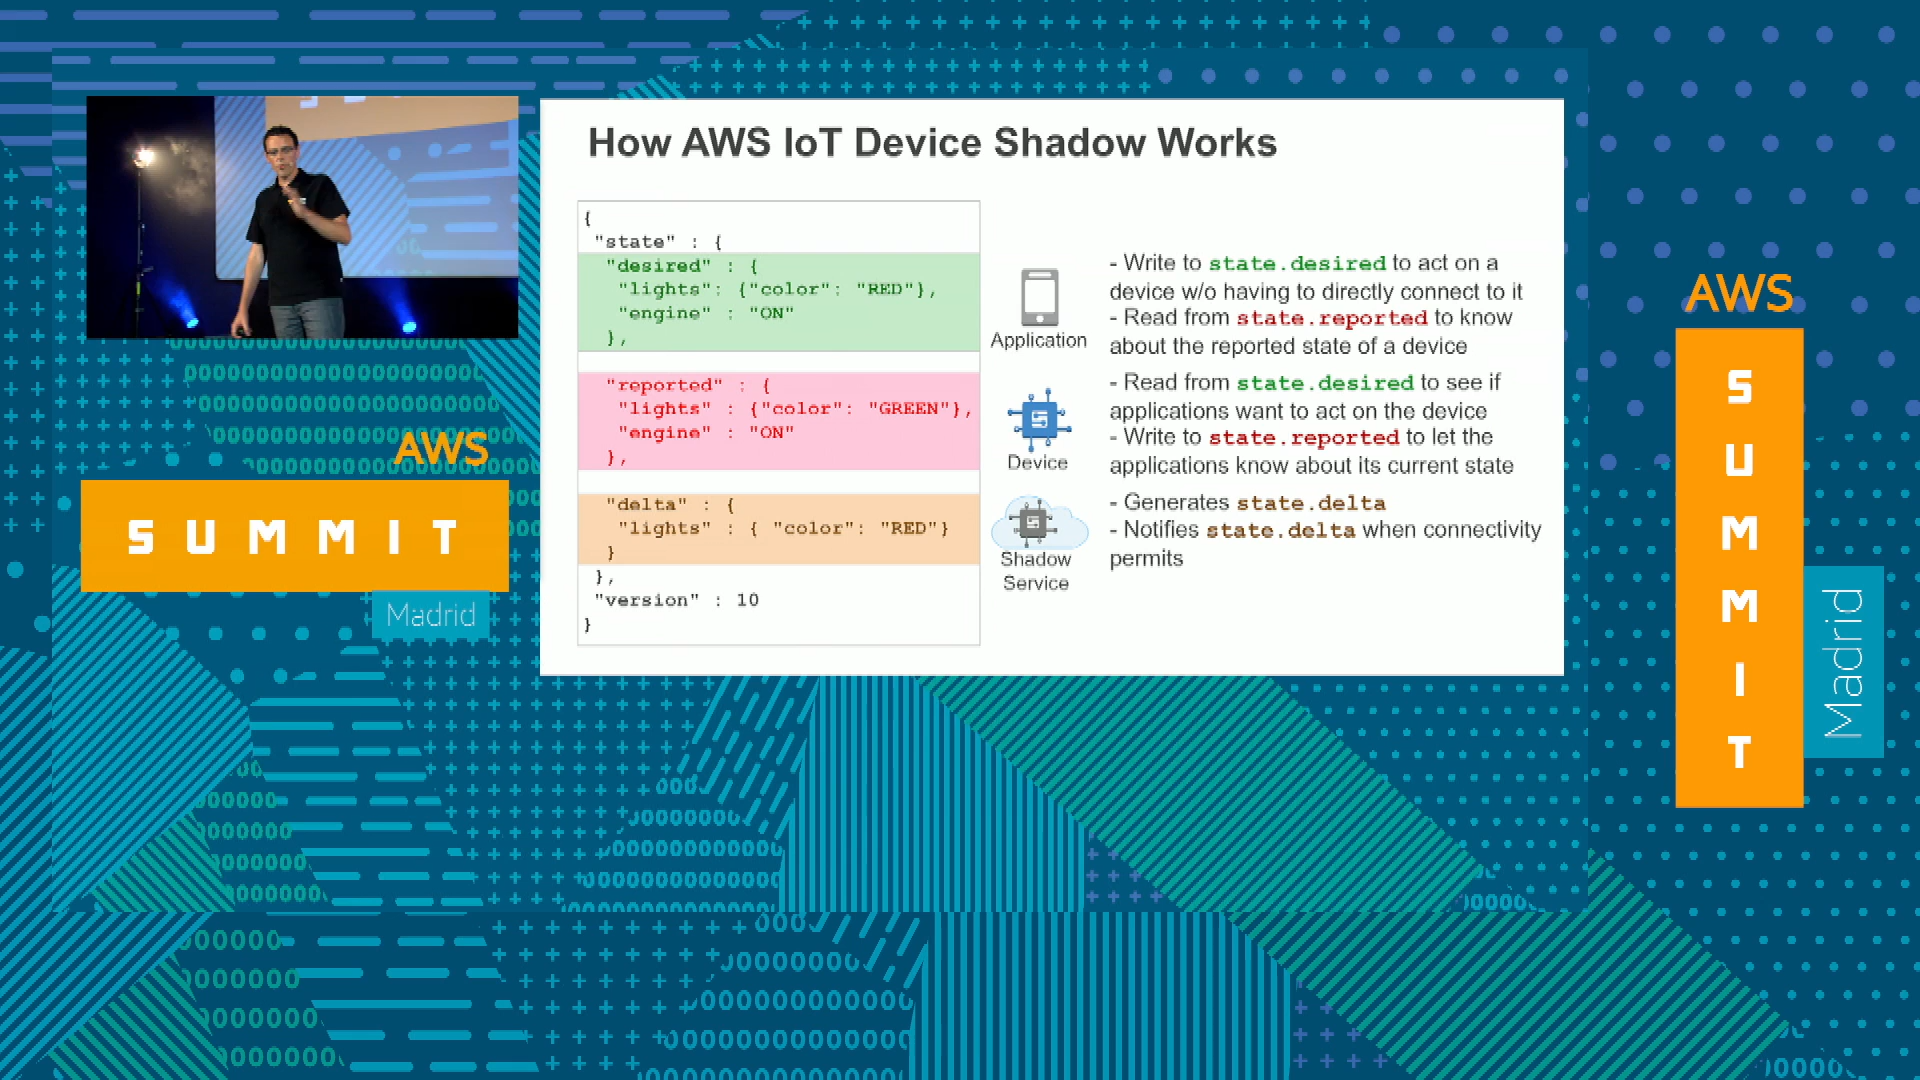 How AWS IoT Device Shadow Works
{
"state" : {
"desired" : {
"lights": {"color": "RED"},
"engine" : "ON"
},
"reported" : {
"lights" : {"color": "GREEN"},
"engine" : "ON"
},
"delta" : {
"lights" : { "color": "RED"}
}
},
"version" : 10
}
Application
- Write to state.desired to act on a
device w/o having to directly connect to it
- Read from state.reported to know
about the reported state of a device
Device
- Read from state.desired to see if
applications want to act on the device
- Write to state.reported to let the
applications know about its current state
Shadow
Service
- Generates state.delta
- Notifies state.delta when connectivity
permits
AWS
SUMMIT
Madrid
AWS
SUMMIT
Madrid